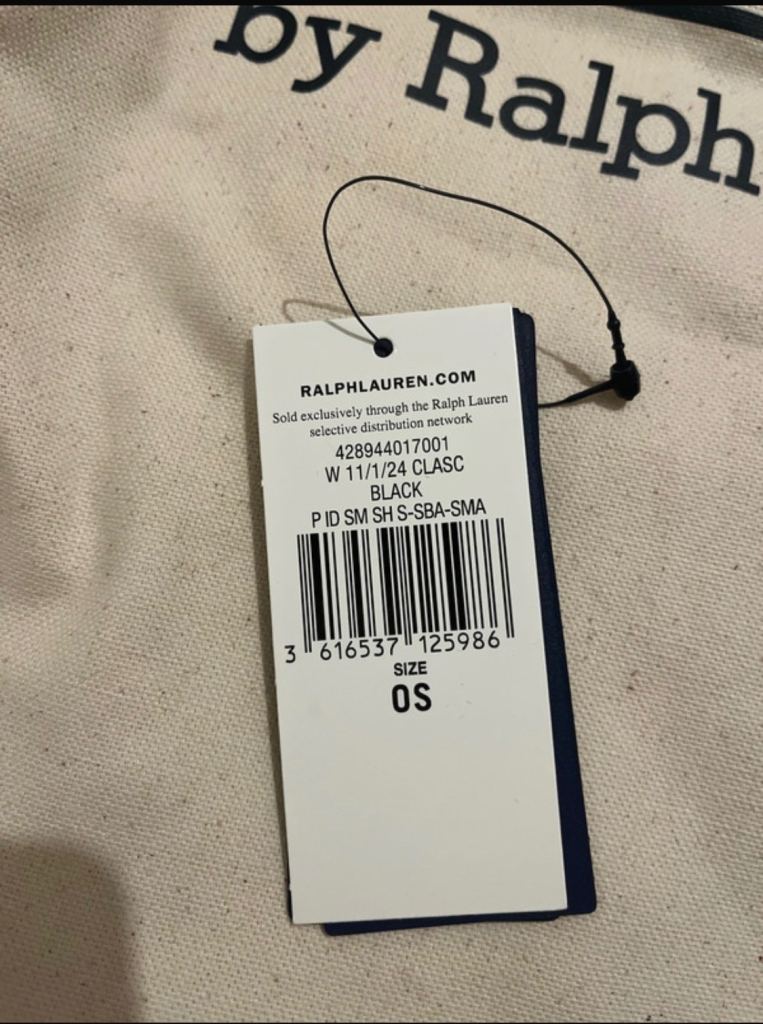 by Ralph
RALPHLAUREN.COM
Sold exclusively through the Ralph Lauren
selective distribution network
428944017001
W 11/1/24 CLASC
BLACK
P ID SM SH S-SBA-SMA
3 616537 125986
SIZE
OS